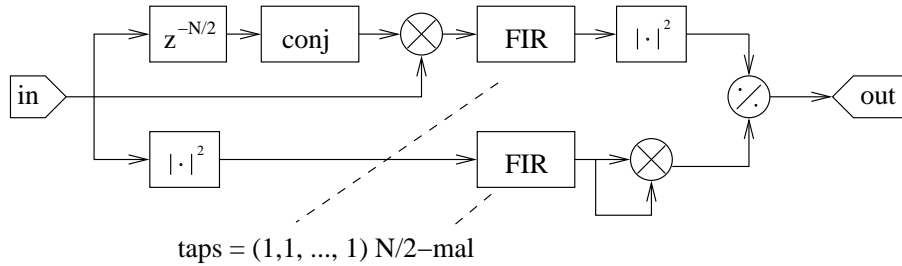 z^{-N/2}
conj
FIR
|·|²
in
out
|·|²
FIR
taps = (1,1, ..., 1) N/2−mal